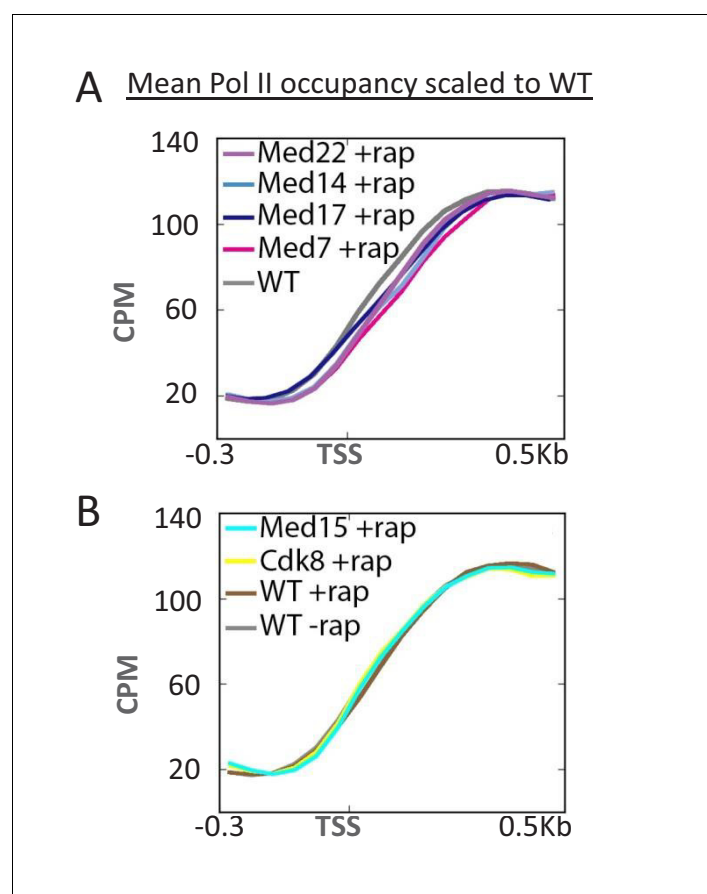 A Mean Pol II occupancy scaled to WT
140
100
60
20
CPM
Med22 +rap
Med14 +rap
Med17 +rap
Med7 +rap
WT
-0.3 TSS 0.5Kb
B
140
100
60
20
CPM
Med15 +rap
Cdk8 +rap
WT +rap
WT -rap
-0.3 TSS 0.5Kb